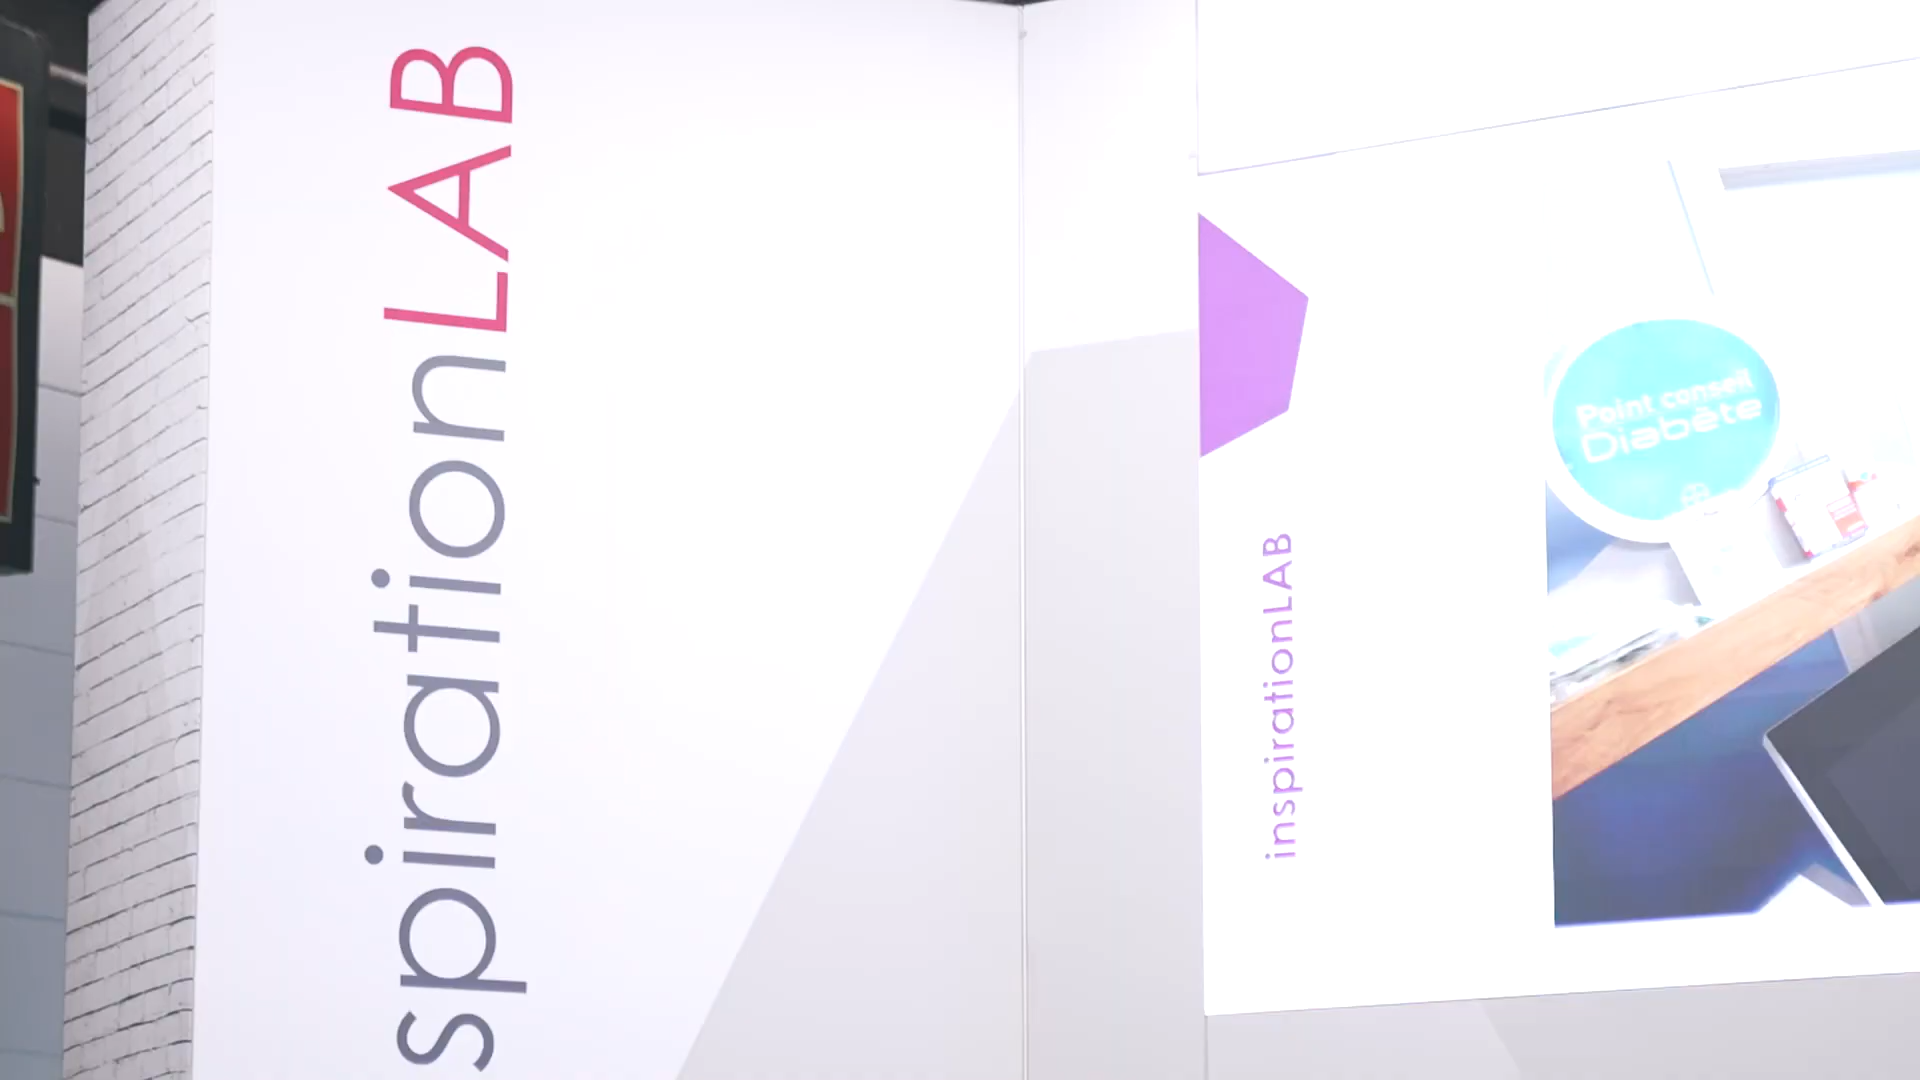 spirationLAB
inspirationLAB
Point conseil
Diabète